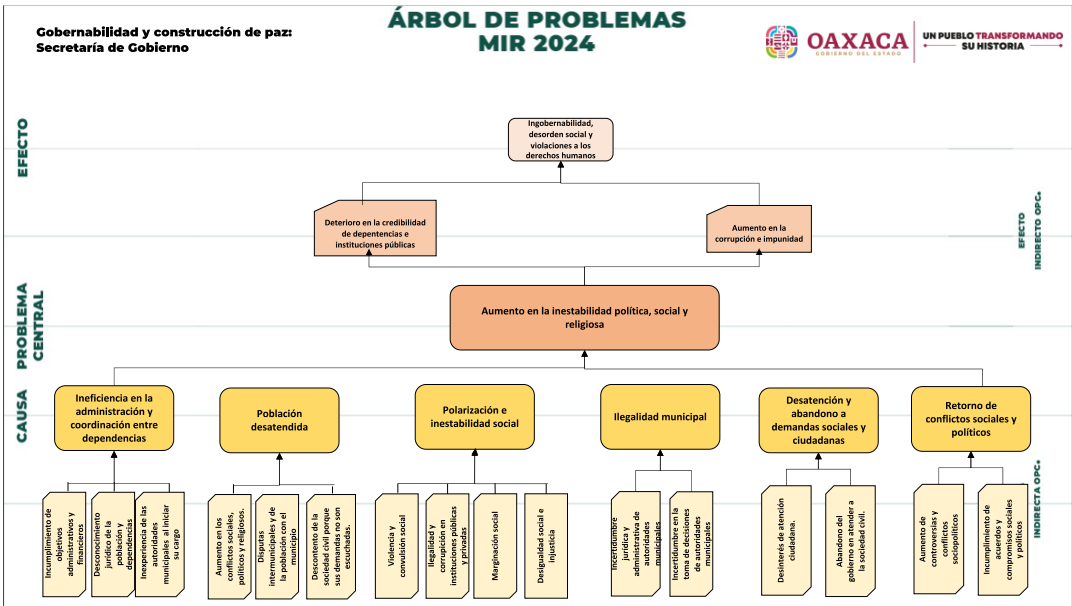 Gobernabilidad y construcción de paz:
Secretaría de Gobierno
ÁRBOL DE PROBLEMAS
MIR 2024
OAXACA
GOBIERNO DEL ESTADO
UN PUEBLO TRANSFORMANDO
SU HISTORIA
EFECTO
Ingobernabilidad,
desorden social y
violaciones a los
derechos humanos
Deterioro en la credibilidad
de depentencias e
instituciones públicas
Aumento en la
corrupción e impunidad
EFECTO
INDIRECTO OPC.
PROBLEMA
CENTRAL
Aumento en la inestabilidad política, social y
religiosa
CAUSA
Ineficiencia en la
administración y
coordinación entre
dependencias
Población
desatendida
Polarización e
inestabilidad social
Ilegalidad municipal
Desatención y
abandono a
demandas sociales y
ciudadanas
Retorno de
conflictos sociales y
políticos
INDIRECTA OPC.
Incumplimiento de
objetivos
administrativos y
financieros
Desconocimiento
jurídico de la
población y
dependencias
Inexperiencia de las
autoridades
municipales al iniciar
su cargo
Aumento en los
conflictos sociales,
políticos y religiosos.
Disputas
intermunicipales y de
la población con el
municipio
Descontento de la
sociedad civil porque
sus demandas no son
escuchadas.
Violencia y
convulsión social
Ilegalidad y
corrupción en
instituciones públicas
y privadas
Marginación social
Desigualdad social e
injusticia
Incertidumbre
jurídica y
administrativa de
autoridades
municipales
Incertidumbre en la
toma de decisiones
de autoridades
municipales
Desinterés de atención
ciudadana.
Abandono del
gobierno en atender a
la sociedad civil.
Aumento de
controversias y
conflictos
sociopolíticos
Incumplimiento de
acuerdos y
compromisos sociales
y políticos